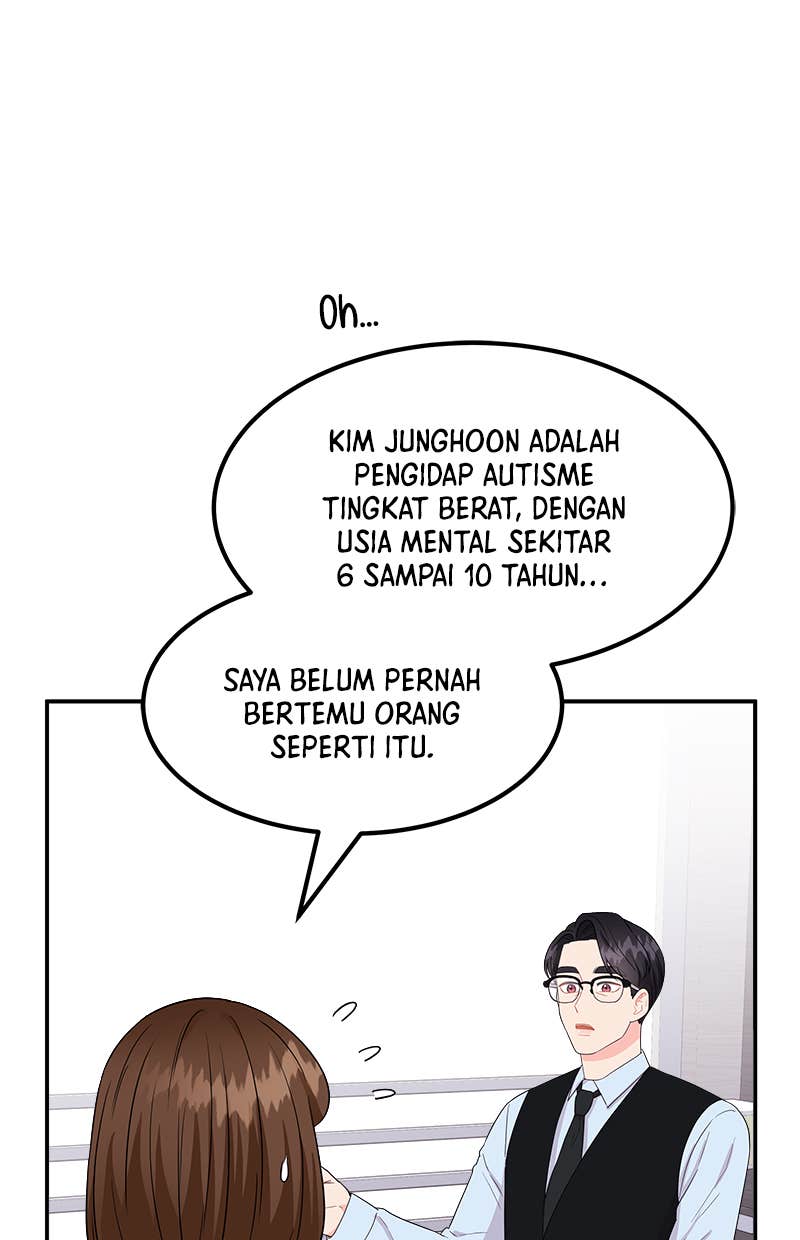 Oh...
KIM JUNGHOON ADALAH
PENGIDAP AUTISME
TINGKAT BERAT, DENGAN
USIA MENTAL SEKITAR
6 SAMPAI 10 TAHUN...
SAYA BELUM PERNAH
BERTEMU ORANG
SEPERTI ITU.